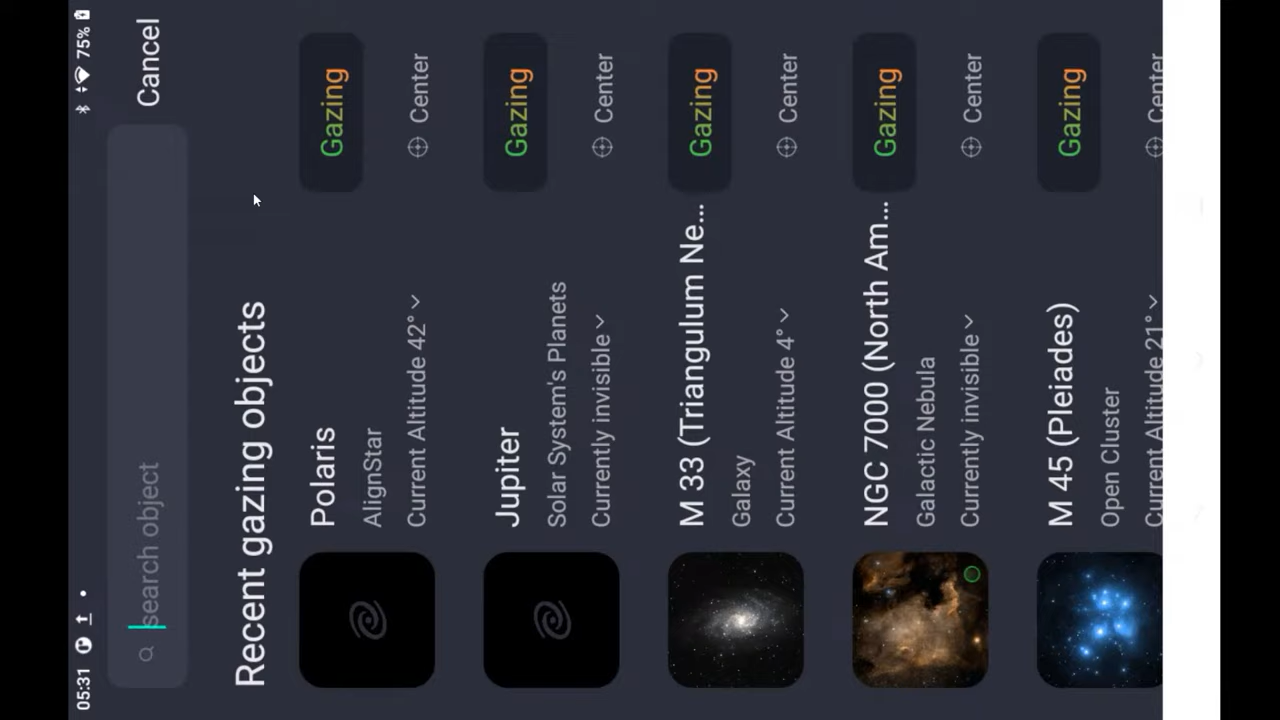 05:31
75%
search object
Cancel
Recent gazing objects
Polaris
AlignStar
Current Altitude 42°
Gazing
Center
Jupiter
Solar System's Planets
Currently invisible
Gazing
Center
M 33 (Triangulum Ne...
Galaxy
Current Altitude 4°
Gazing
Center
NGC 7000 (North Am...
Galactic Nebula
Currently invisible
Gazing
Center
M 45 (Pleiades)
Open Cluster
Current Altitude 21°
Gazing
Center